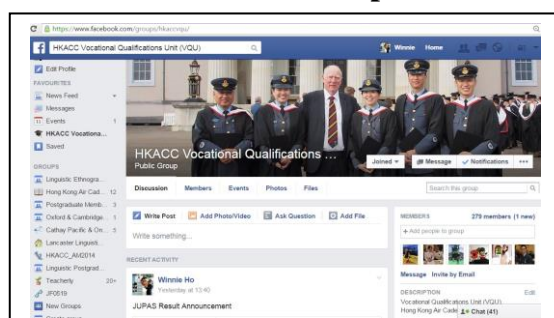 https://www.facebook.com/groups/hkaccvqu/
HKACC Vocational Qualifications Unit (VQU)
Winnie Home
Edit Profile
FAVOURITES
News Feed
Messages
Events 1
HKACC Vocationa...
Saved
GROUPS
Linguistic Ethnogra...
Hong Kong Air Cad... 12
Postgraduate Memb... 3
Oxford & Cambridge... 1
Cathay Pacific & On... 5
Lancaster Linguisti...
HKACC_AM2014
Linguistic Postgrad...
Teacherly 20+
JF0519
New Groups
Create group
HKACC Vocational Qualifications ...
Public Group
Joined
Message
Notifications
Discussion Members Events Photos Files
Search this group
Write Post Add Photo/Video Ask Question Add File
Write something...
RECENT ACTIVITY
Winnie Ho
Yesterday at 13:40
JUPAS Result Announcement
MEMBERS 279 members (1 new)
+ Add people to group
Message Invite by Email
DESCRIPTION Edit
Vocational Qualifications Unit (VQU)
Hong Kong Air Cade
Chat (41)